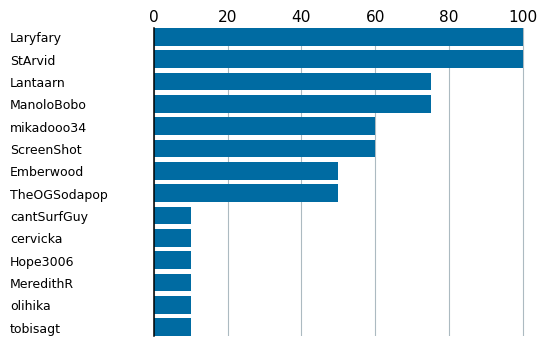 0 20 40 60 80 100
Laryfary
StArvid
Lantaarn
ManoloBobo
mikadooo34
ScreenShot
Emberwood
TheOGSodapop
cantSurfGuy
cervicka
Hope3006
MeredithR
olihika
tobisagt